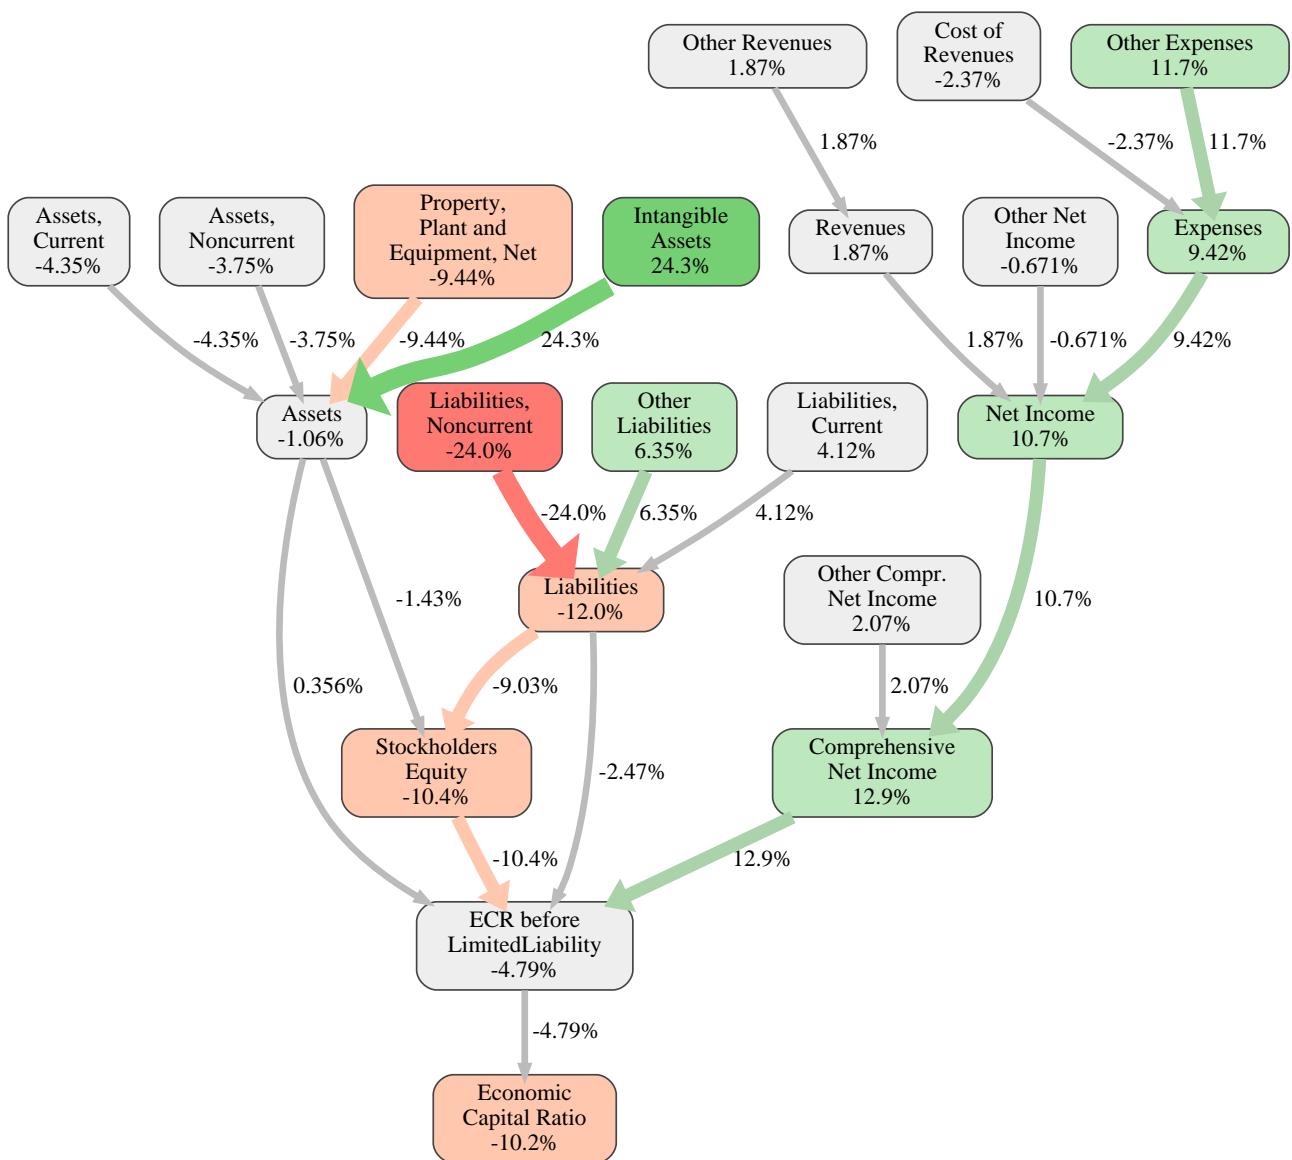 Other Revenues
1.87%
Cost of
Revenues
-2.37%
Other Expenses
11.7%
1.87%
-2.37%
11.7%
Assets,
Current
-4.35%
Assets,
Noncurrent
-3.75%
Property,
Plant and
Equipment, Net
-9.44%
Intangible
Assets
24.3%
Revenues
1.87%
Other Net
Income
-0.671%
Expenses
9.42%
-4.35%
-3.75%
-9.44%
24.3%
1.87%
-0.671%
9.42%
Assets
-1.06%
Liabilities,
Noncurrent
-24.0%
Other
Liabilities
6.35%
Liabilities,
Current
4.12%
Net Income
10.7%
-24.0%
6.35%
4.12%
Liabilities
-12.0%
Other Compr.
Net Income
2.07%
-1.43%
10.7%
0.356%
-9.03%
2.07%
Stockholders
Equity
-10.4%
-2.47%
Comprehensive
Net Income
12.9%
-10.4%
12.9%
ECR before
LimitedLiability
-4.79%
-4.79%
Economic
Capital Ratio
-10.2%